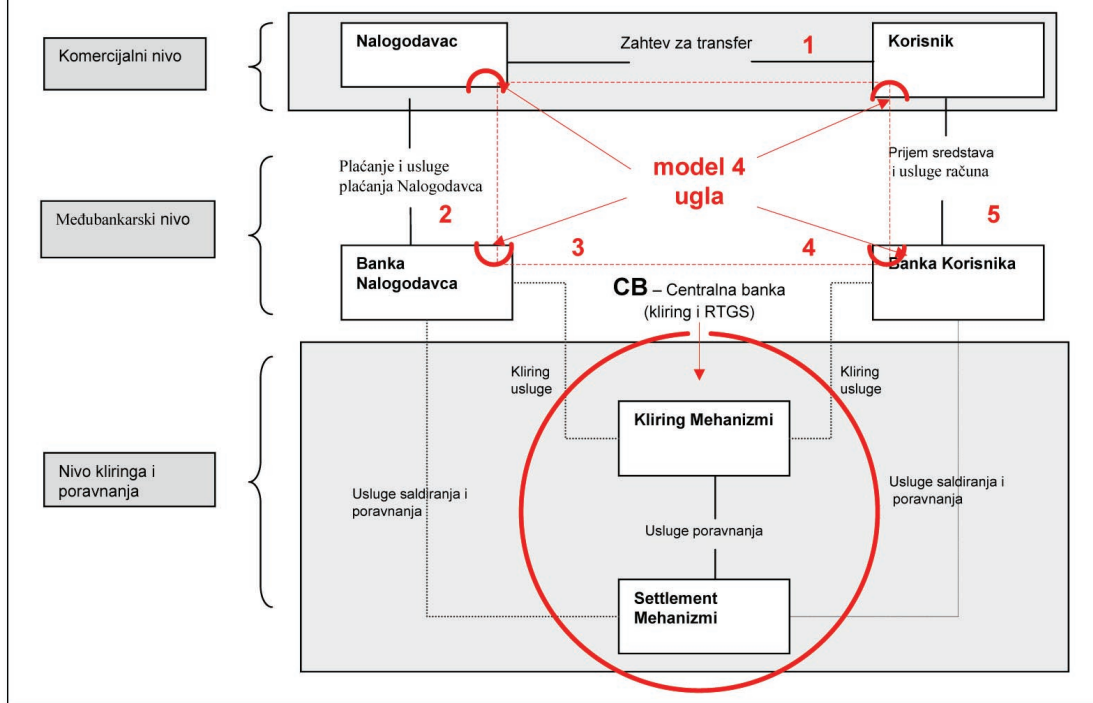 Komercijalni nivo
Nalogodavac
Zahtev za transfer
1
Korisnik
Plaćanje i usluge
plaćanja Nalogodavca
model 4
ugla
Prijem sredstava
i usluge računa
Međubankarski nivo
2
5
3
4
Banka
Nalogodavca
CB – Centralna banka
(kliring i RTGS)
Banka Korisnika
Kliring
usluge
Kliring
usluge
Kliring Mehanizmi
Nivo kliringa i
poravnanja
Usluge saldiranja i
poravnanja
Usluge saldiranja i
poravnanja
Usluge poravnanja
Settlement
Mehanizmi